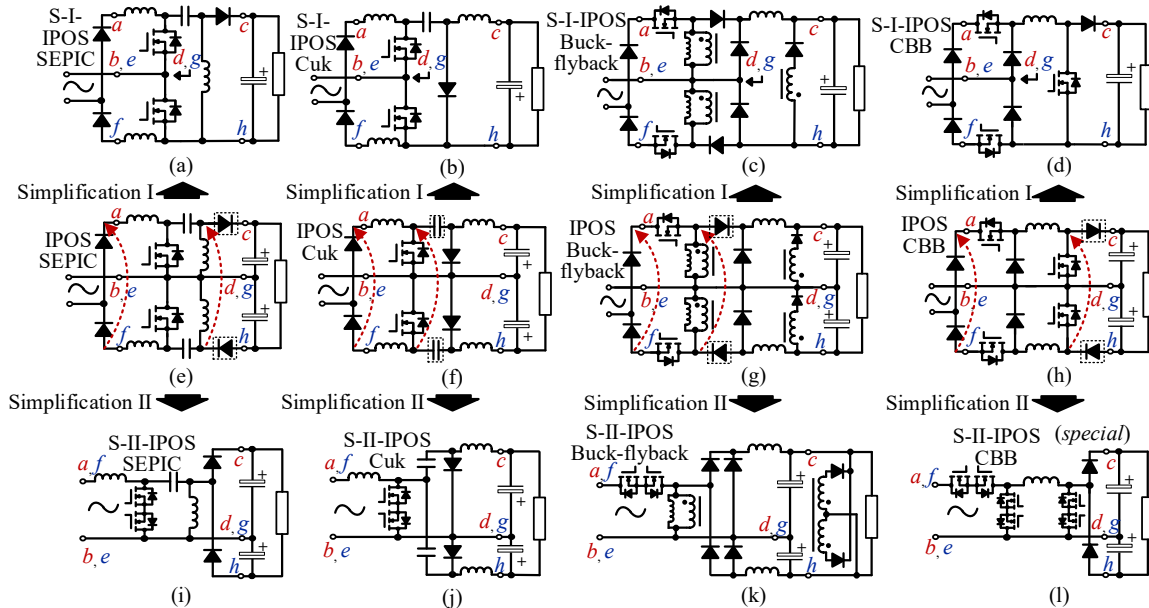 S-I-
IPOS
SEPIC
a
b, e
c
d,g
f
h
+
(a)
S-I-
IPOS
Cuk
a
b, e
c
d,g
f
h
+
(b)
S-I-IPOS
Buck-
flyback
a
b, e
c
d,g
f
h
+
(c)
S-I-IPOS
CBB
a
b, e
c
d,g
f
h
+
(d)
Simplification I
Simplification I
Simplification I
Simplification I
IPOS
SEPIC
a
b, e
c
d,g
f
h
+
+
(e)
IPOS
Cuk
a
b, e
c
d,g
f
h
+
+
(f)
IPOS
Buck-
flyback
a
b, e
c
d,g
f
h
+
+
(g)
IPOS
CBB
a
b, e
c
d,g
f
h
+
+
(h)
Simplification II
Simplification II
Simplification II
Simplification II
S-II-IPOS
SEPIC
a,f
b, e
c
d,g
h
+
+
(i)
S-II-IPOS
Cuk
a,f
b, e
c
d,g
h
+
+
(j)
S-II-IPOS
Buck-flyback
a,f
b, e
c
d,g
h
+
+
(k)
S-II-IPOS (special)
CBB
a,f
b, e
c
d,g
h
+
+
(l)